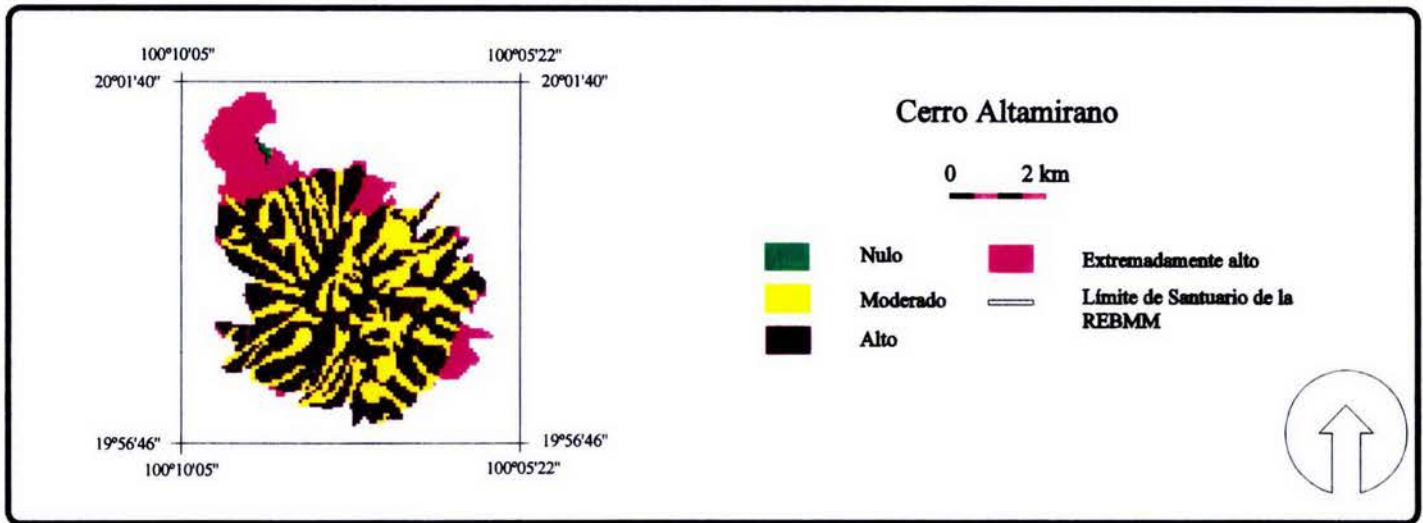 100°10'05" 100°05'22"
20°01'40" 20°01'40"
Cerro Altamirano
0 2 km
Nulo Extremadamente alto
Moderado Límite de Santuario de la
REBMM
Alto
19°56'46" 19°56'46"
100°10'05" 100°05'22"